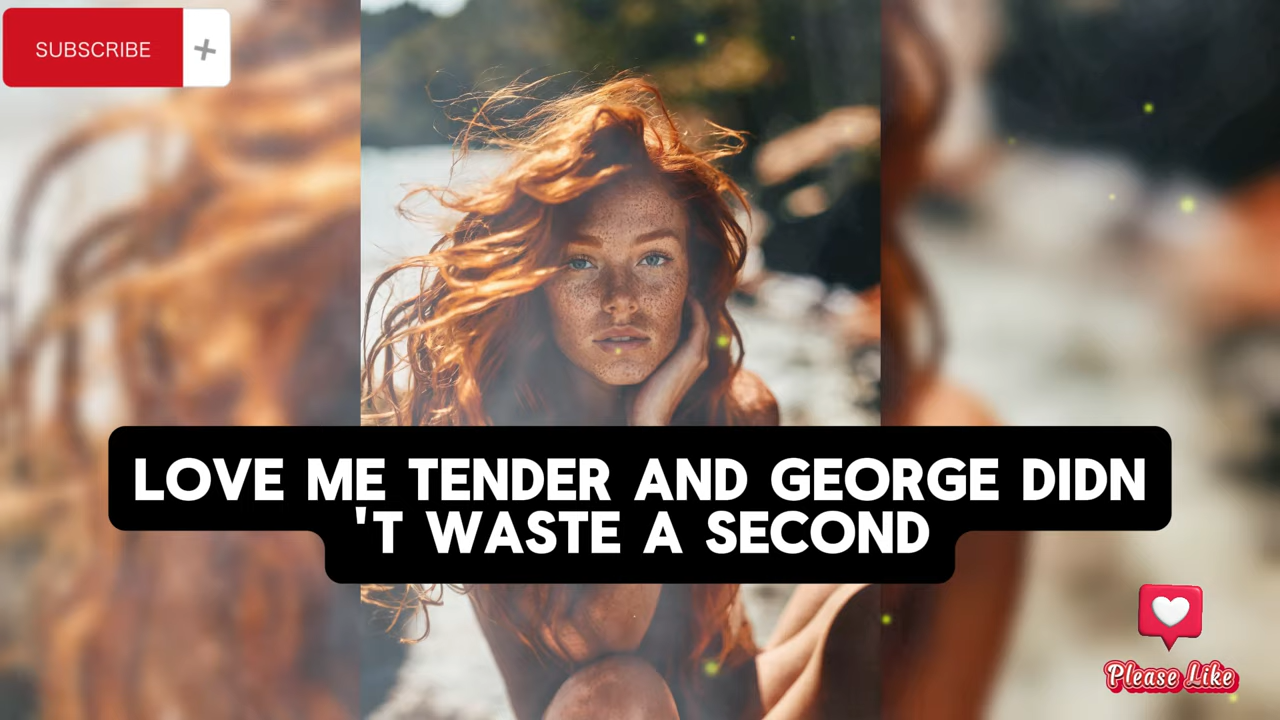 SUBSCRIBE
LOVE ME TENDER AND GEORGE DIDN
'T WASTE A SECOND
Please Like